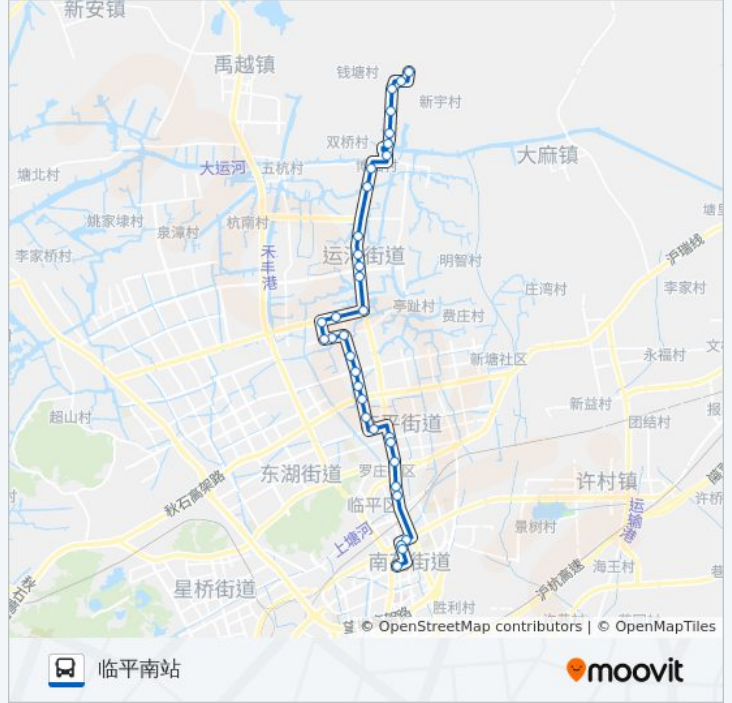 新安镇
禹越镇
钱塘村
新宇村
双桥村
大麻镇
大运河
五杭村
塘北村
姚家埭村
杭南村
泉漳村
禾丰港
运河街道
明智村
沪瑞线
李家桥村
庄湾村
李家村
亭趾村
费庄村
新塘社区
永福村
超山村
新益村
团结村
平街道
东湖街道
罗庄
区
许村镇
秋石高架路
临平区
运输港
许桥
上塘河
景树村
南
街道
沪杭高速
海王村
星桥街道
胜利村
© OpenStreetMap contributors | © OpenMapTiles
临平南站
moovit